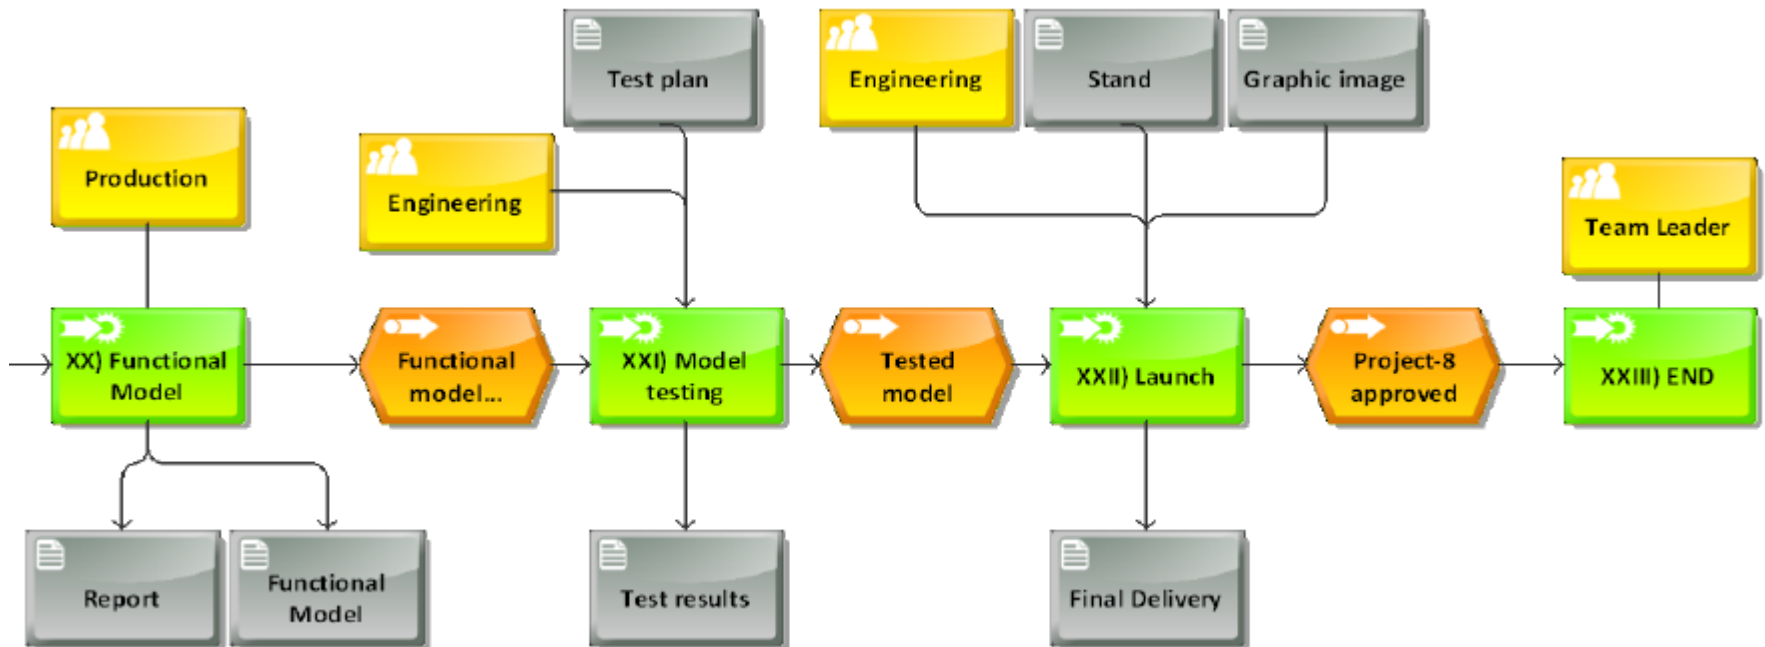 Test plan
Engineering
Stand
Graphic image
Production
Engineering
Team Leader
XX) Functional
Model
Functional
model...
XXI) Model
testing
Tested
model
XXII) Launch
Project-8
approved
XXIII) END
Report
Functional
Model
Test results
Final Delivery